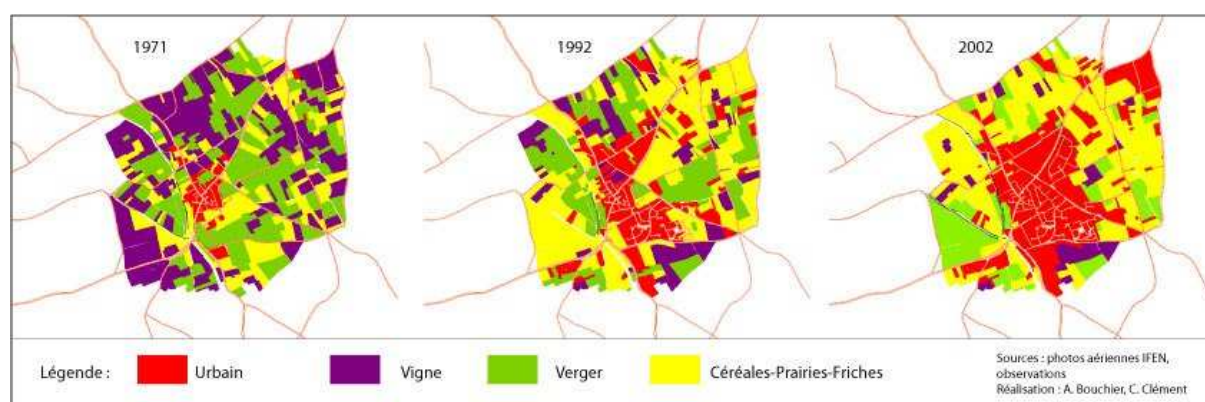 1971
1992
2002
Légende :
Urbain
Vigne
Verger
Céréales-Prairies-Friches
Sources : photos aériennes IFEN,
observations
Réalisation : A. Bouchier, C. Clément